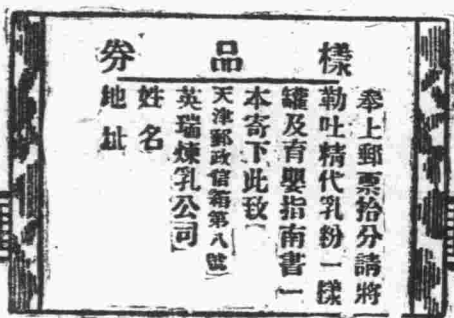 樣品券
奉上郵票拾分請將
勒吐精代乳粉一樣
罐及育嬰指南書一
本寄下此致
天津郵政信箱第八號
英瑞煉乳公司
姓名
地址